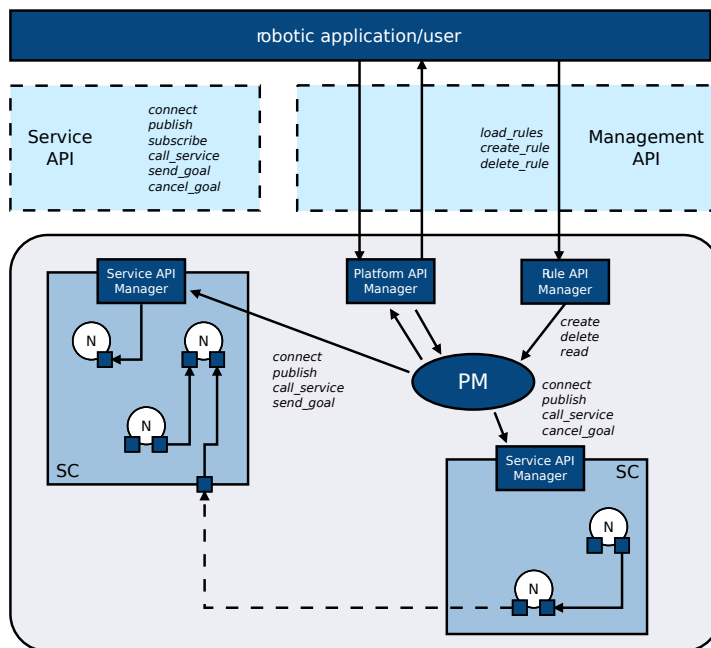 robotic application/user
Service
API
connect
publish
subscribe
call_service
send_goal
cancel_goal
load_rules
create_rule
delete_rule
Management
API
Service API
Manager
Platform API
Manager
Rule API
Manager
N
N
N
SC
connect
publish
call_service
send_goal
create
delete
read
PM
connect
publish
call_service
cancel_goal
Service API
Manager
SC
N
N